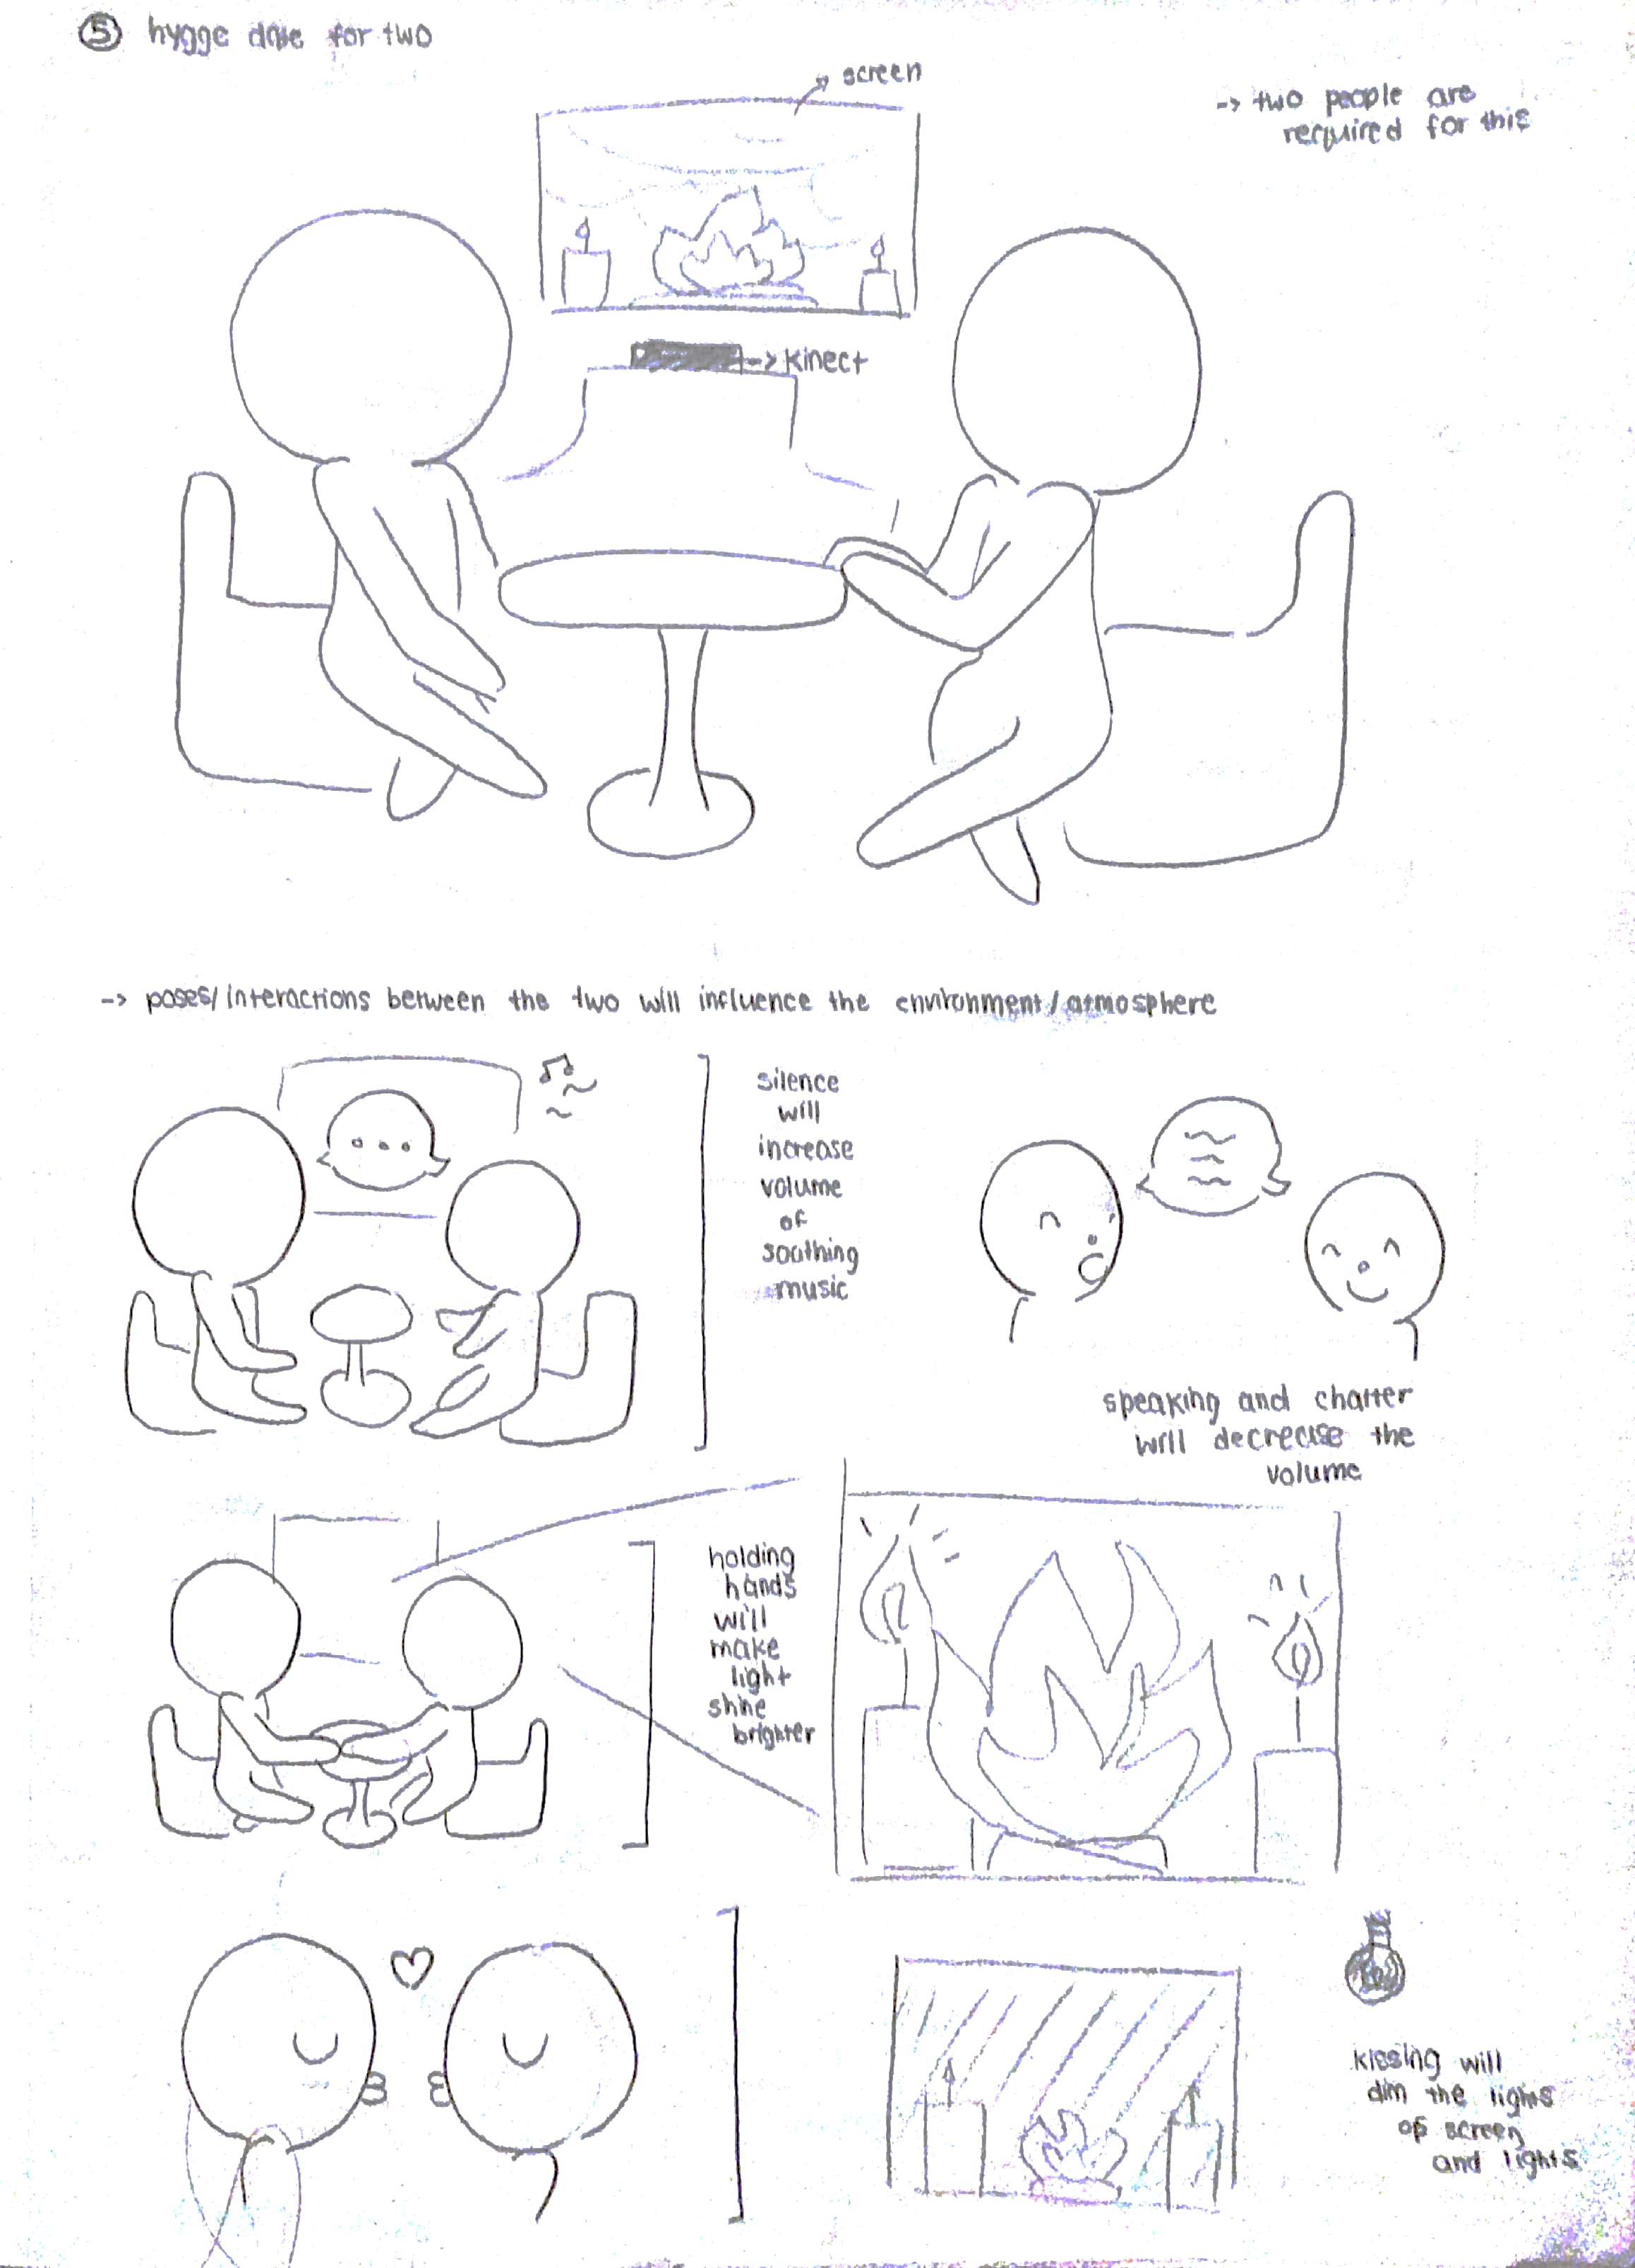 ⑤ hygge date for two
screen
-> two people are
required for this
-> Kinect
-> poses/interactions between the two will influence the environment/atmosphere
silence
will
increase
volume
of
soothing
music
speaking and chatter
will decrease the
volume
holding
hands
will
make
light
shine
brighter
kissing will
dim the lights
of screen
and lights